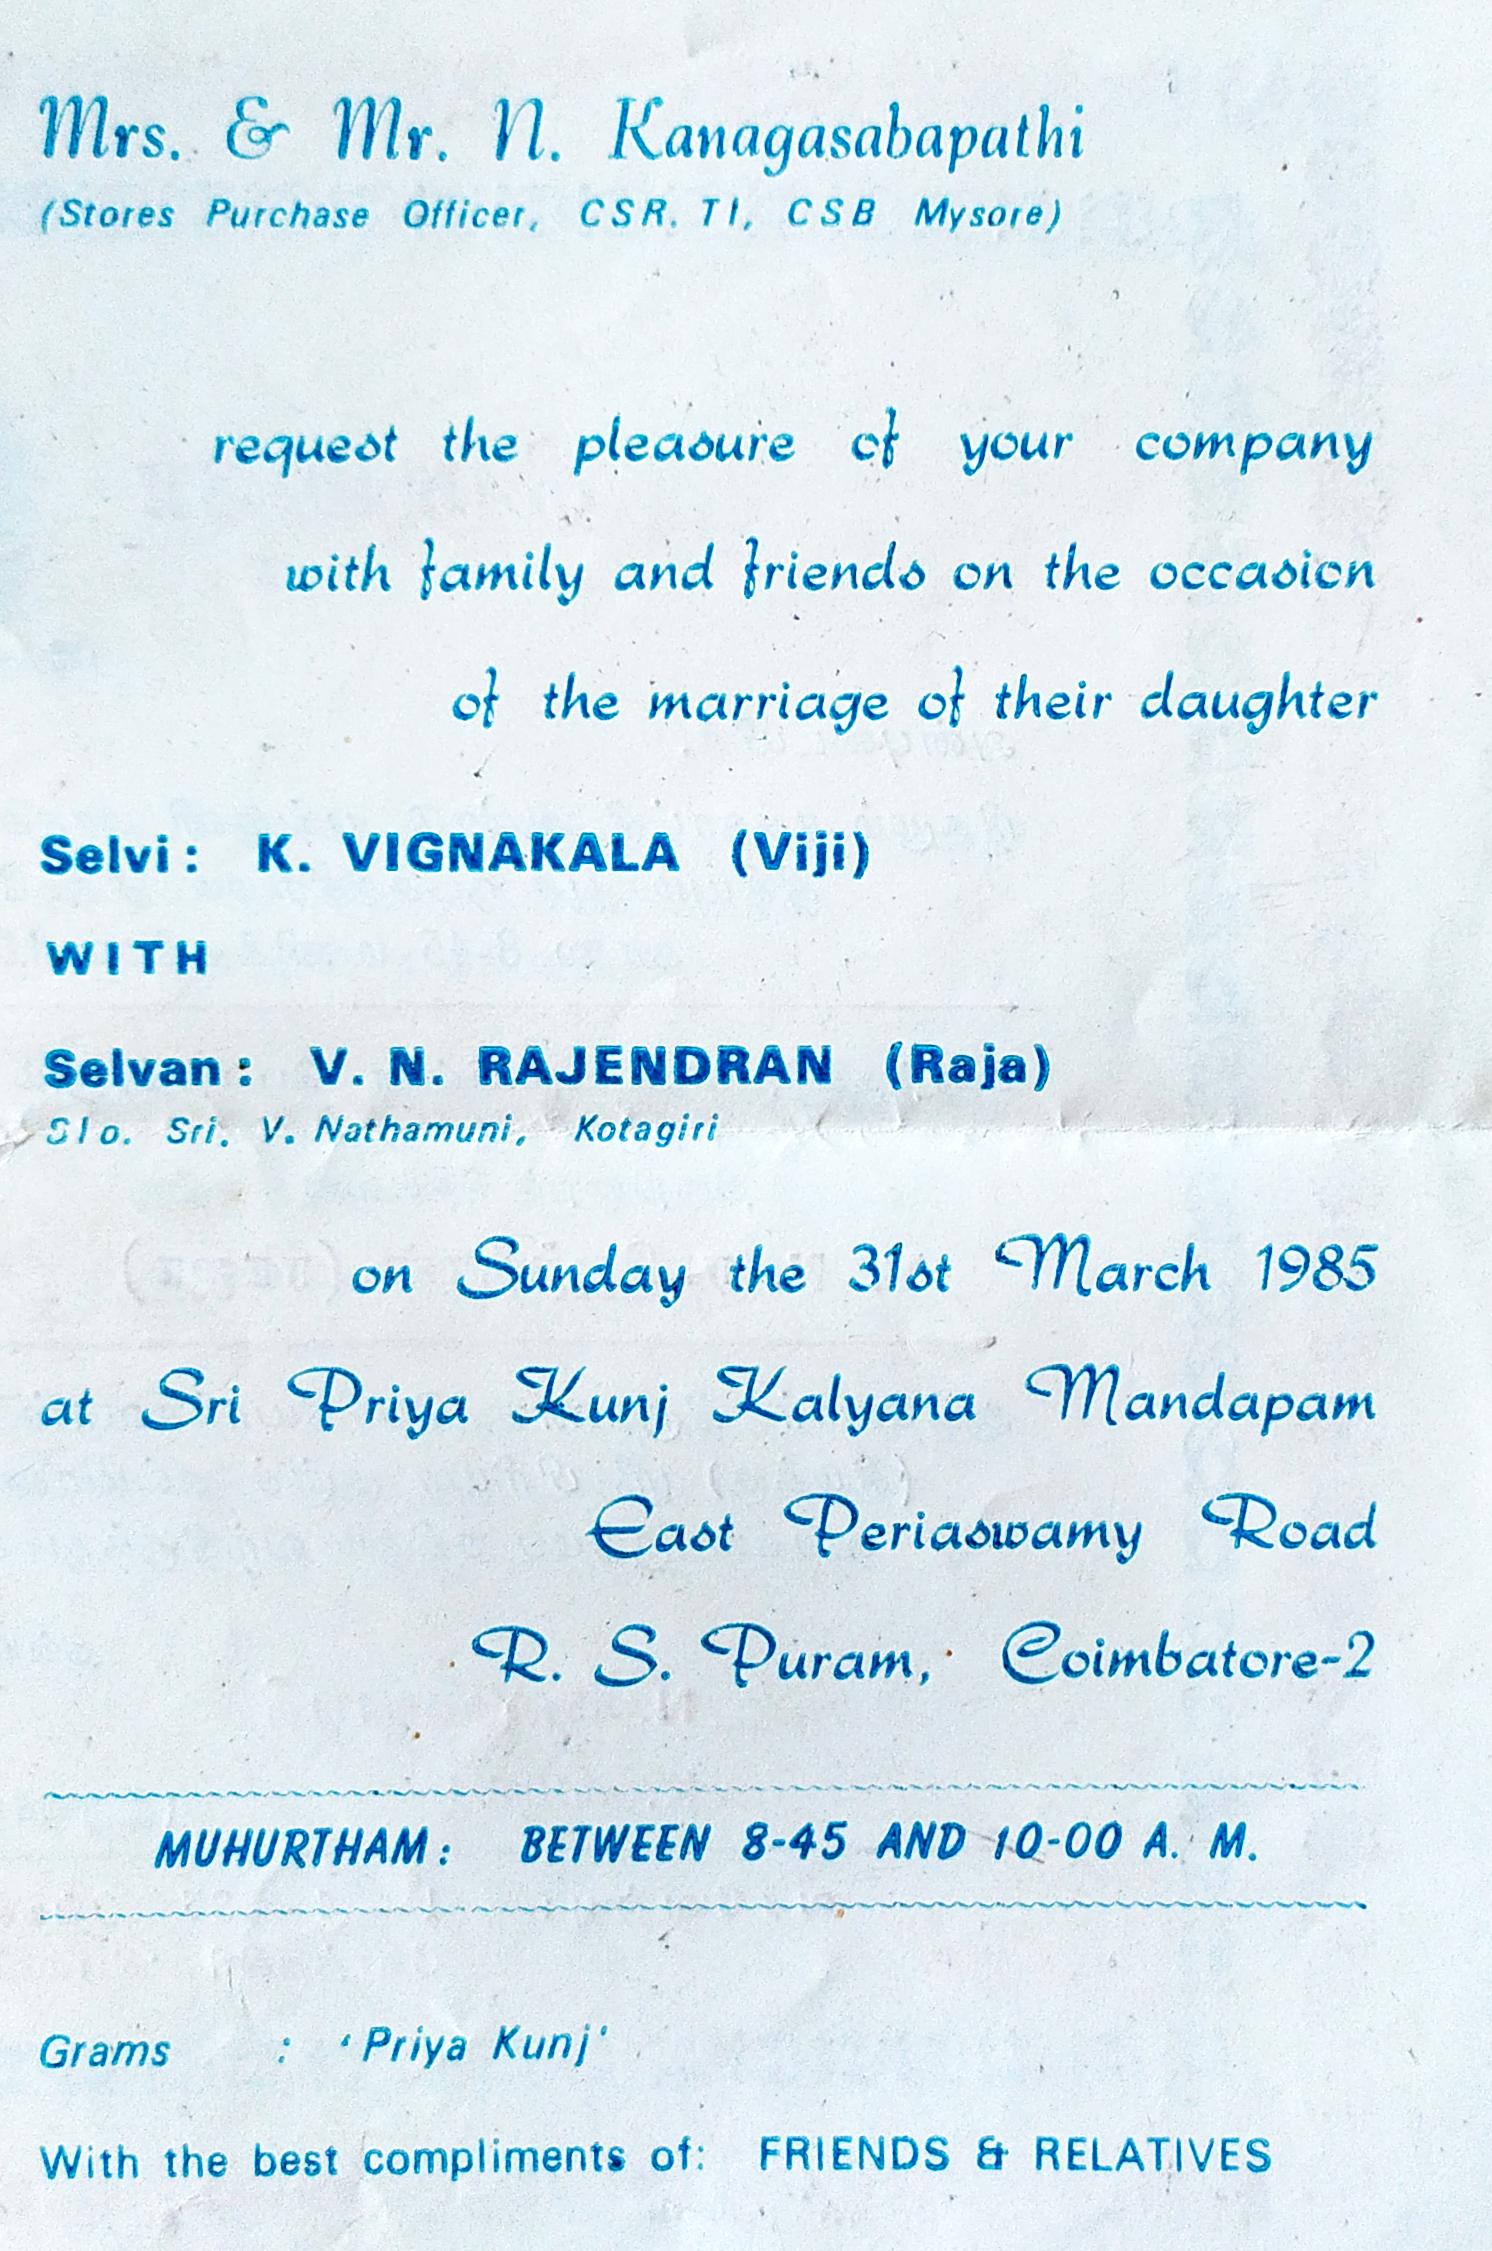 Mrs. & Mr. N. Kanagasabapathi
(Stores Purchase Officer, CSR. TI, CSB Mysore)
request the pleasure of your company
with family and friends on the occasion
of the marriage of their daughter
Selvi: K. VIGNAKALA (Viji)
WITH
Selvan: V. N. RAJENDRAN (Raja)
S/o. Sri. V. Nathamuni, Kotagiri
on Sunday the 31st March 1985
at Sri Priya Kunj Kalyana Mandapam
East Periaswamy Road
R. S. Puram, Coimbatore-2
MUHURTHAM: BETWEEN 8-45 AND 10-00 A. M.
Grams : 'Priya Kunj'
With the best compliments of: FRIENDS & RELATIVES